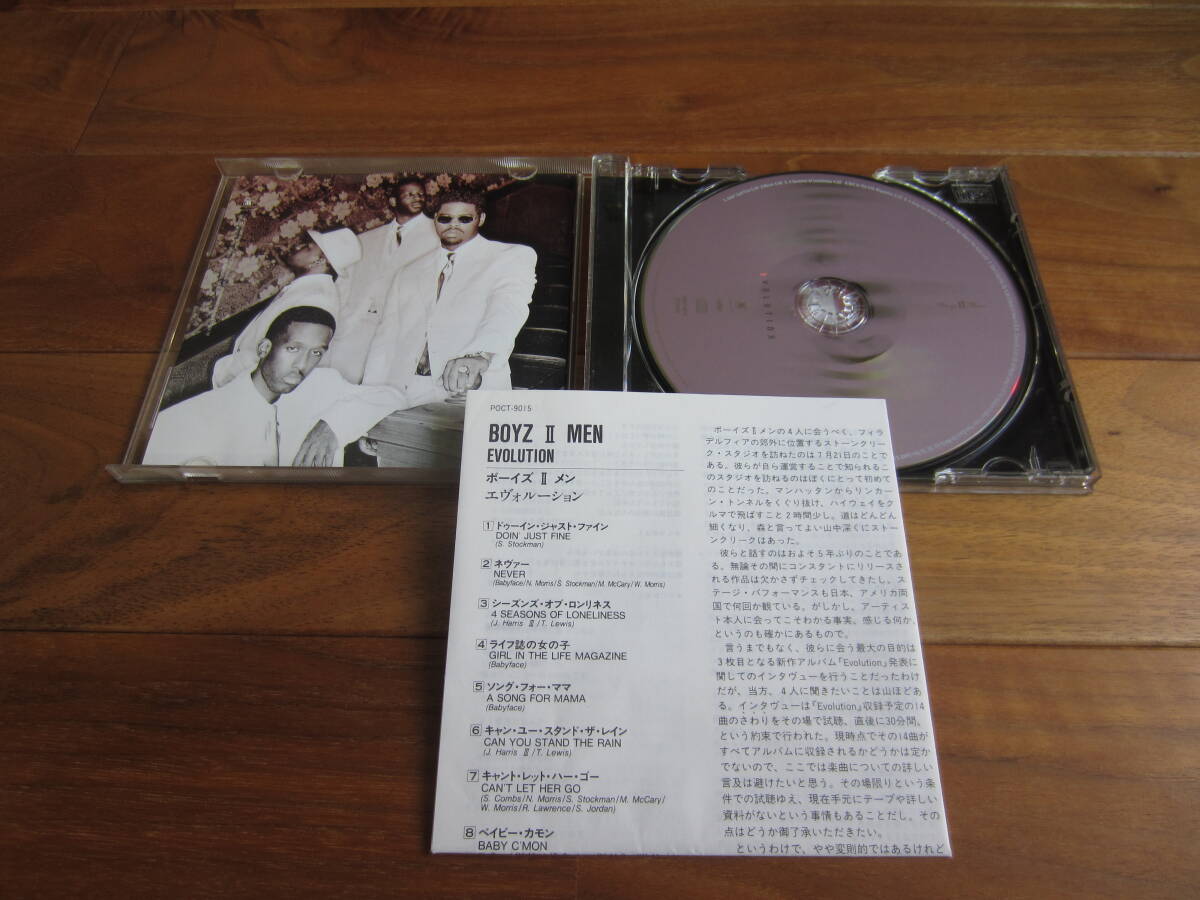 EVOLUTION
POCT-9015
BOYZ Ⅱ MEN
EVOLUTION
ボーイズ Ⅱ メン
エヴォルーション
1 ドゥーイン・ジャスト・ファイン
DOIN' JUST FINE
(S. Stockman)
2 ネヴァー
NEVER
(Babyface/N. Morris/S. Stockman/M. McCary/W. Morris)
3 シーズンズ・オブ・ロンリネス
4 SEASONS OF LONELINESS
(J. Harris Ⅲ/T. Lewis)
4 ライフ誌の女の子
GIRL IN THE LIFE MAGAZINE
(Babyface)
5 ソング・フォー・ママ
A SONG FOR MAMA
(Babyface)
6 キャン・ユー・スタンド・ザ・レイン
CAN YOU STAND THE RAIN
(J. Harris Ⅲ/T. Lewis)
7 キャント・レット・ハー・ゴー
CAN'T LET HER GO
(S. Combs/N. Morris/S. Stockman/M. McCary/
W. Morris/R. Lawrence/S. Jordan)
8 ベイビー・カモン
BABY C'MON
ボーイズⅡメンの4人に会うべく、フィラ
デルフィアの郊外に位置するストーンクリー
ク・スタジオを訪ねたのは7月21日のことで
ある。彼らが自ら運営することで知られるこ
のスタジオを訪ねるのはぼくにとって初めて
のことだった。マンハッタンからリンカー
ン・トンネルをくぐり抜け、ハイウェイをク
ルマで飛ばすこと2時間少し。道はどんどん
細くなり、森と言ってよい山中深くにストー
ンクリークはあった。
彼らと話すのはおよそ5年ぶりのことであ
る。無論その間にコンスタントにリリースさ
れる作品は欠かさずチェックしてきたし、ス
テージ・パフォーマンスも日本、アメリカ両
国で何回か観ている。がしかし、アーティス
ト本人に会ってこそわかる事実、感じる何か、
というのも確かにあるもので。
言うまでもなく、彼らに会う最大の目的は
3枚目となる新作アルバム『Evolution』発表に
関してのインタヴューを行うことだったわけ
だが、当方、4人に聞きたいことは山ほどあ
る。インタヴューは『Evolution』収録予定の14
曲のさわりをその場で試聴、直後に30分間、
という約束で行われた。現時点でその14曲が
すべてアルバムに収録されるかどうかは定か
でないので、ここでは楽曲についての詳しい
言及は避けたいと思う。その場限りという条
件での試聴ゆえ、現在手元にテープや詳しい
資料がないという事情もあることだし。その
点はどうか御了承いただきたい。
というわけで、やや変則的ではあるけれど